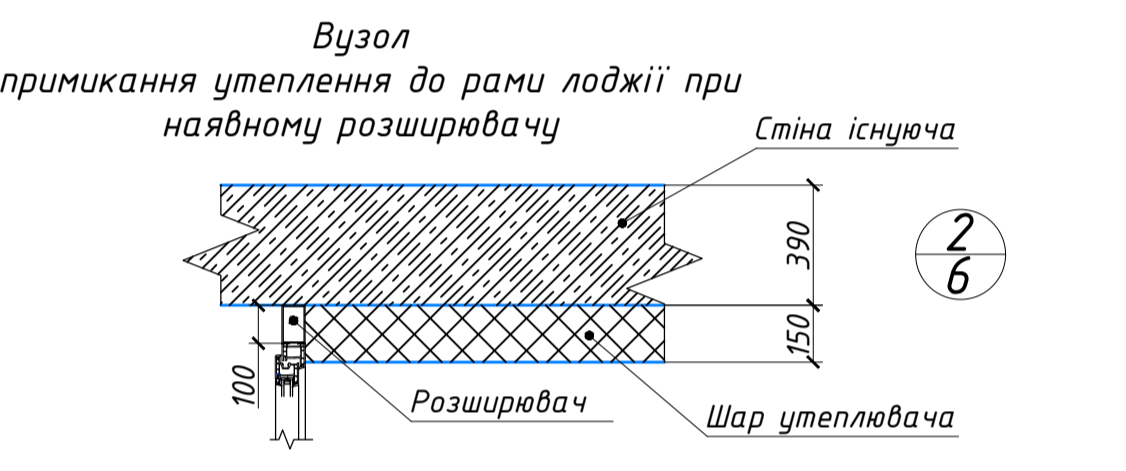 Вузол
примикання утеплення до рами лоджії при
наявному розширювачу
Стіна існуюча
390
2
6
150
100
Розширювач
Шар утеплювача